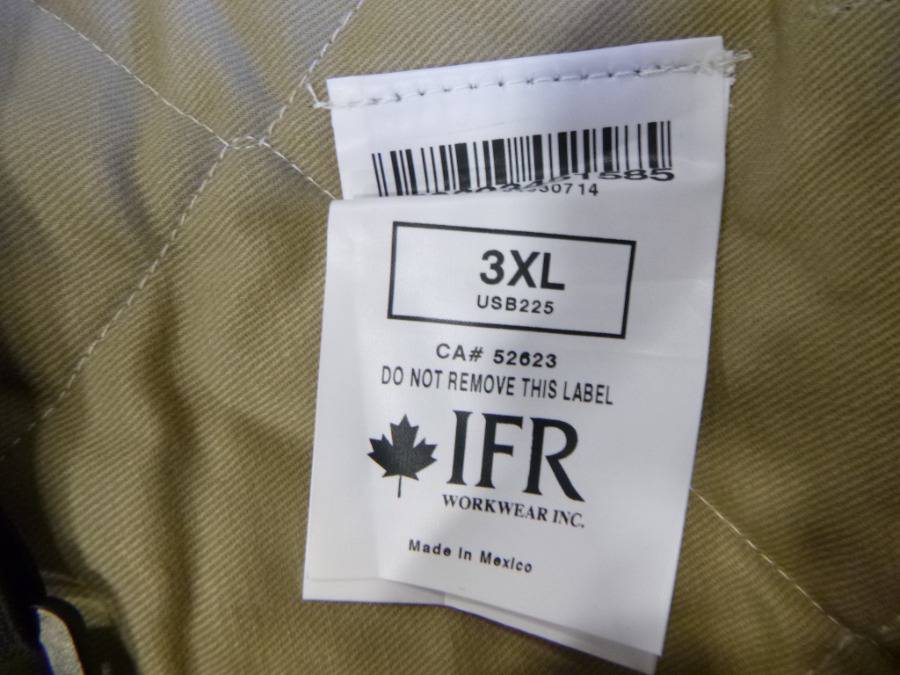 3XL
USB225
CA# 52623
DO NOT REMOVE THIS LABEL
IFR
WORKWEAR INC.
Made In Mexico